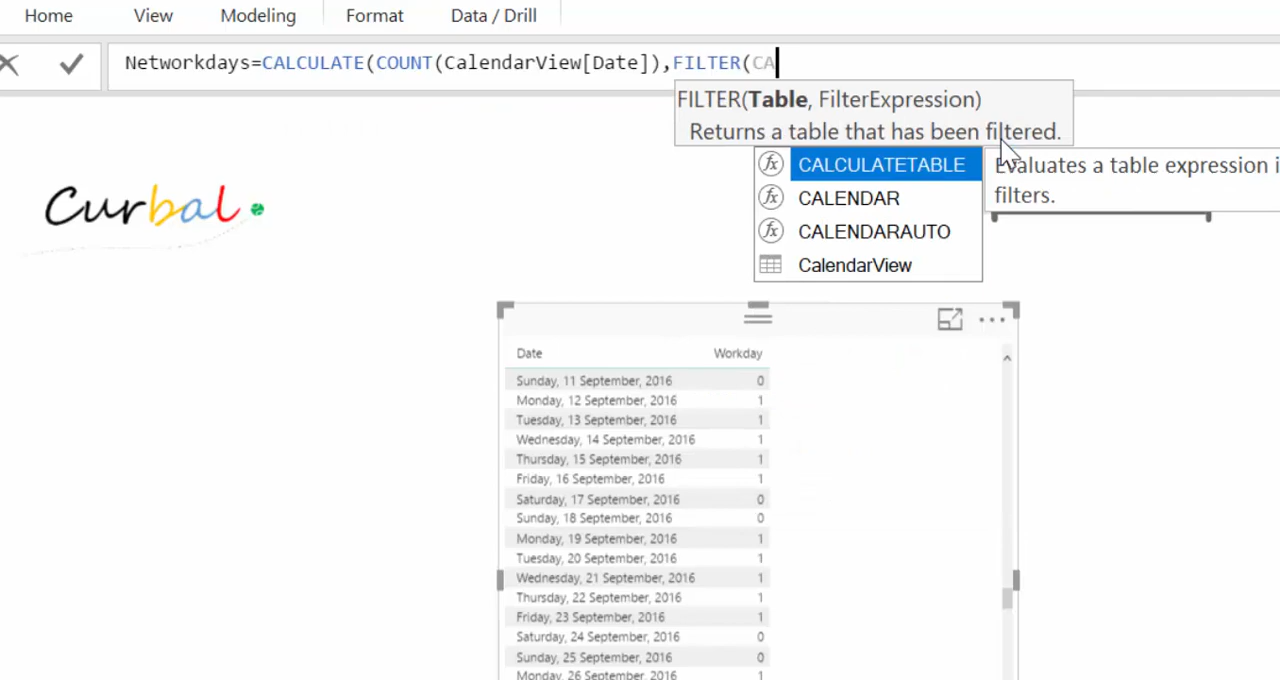 Home View Modeling Format Data / Drill
Networkdays=CALCULATE(COUNT(CalendarView[Date]),FILTER(CA
FILTER(Table, FilterExpression)
Returns a table that has been filtered.
CALCULATETABLE
Evaluates a table expression i
filters.
CALENDAR
CALENDARAUTO
CalendarView
Curbal
Date Workday
Sunday, 11 September, 2016 0
Monday, 12 September, 2016 1
Tuesday, 13 September, 2016 1
Wednesday, 14 September, 2016 1
Thursday, 15 September, 2016 1
Friday, 16 September, 2016 1
Saturday, 17 September, 2016 0
Sunday, 18 September, 2016 0
Monday, 19 September, 2016 1
Tuesday, 20 September, 2016 1
Wednesday, 21 September, 2016 1
Thursday, 22 September, 2016 1
Friday, 23 September, 2016 1
Saturday, 24 September, 2016 0
Sunday, 25 September, 2016 0
Monday, 26 September, 2016 1